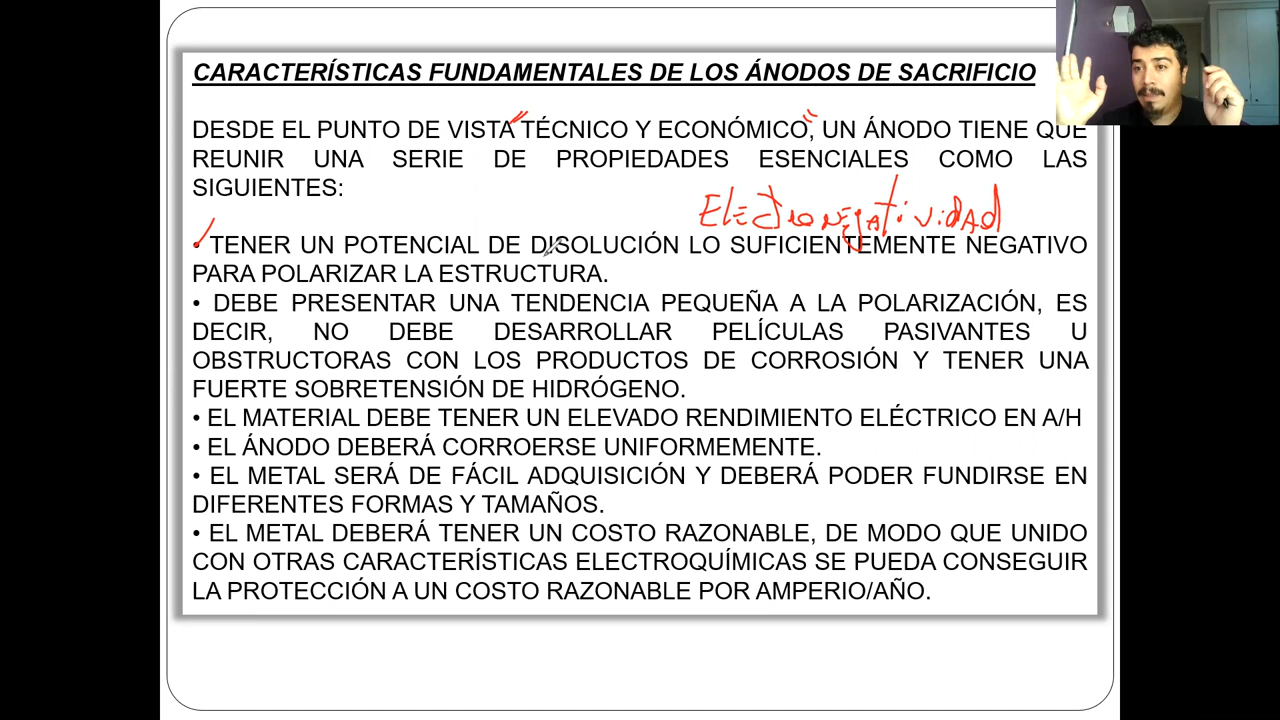 CARACTERÍSTICAS FUNDAMENTALES DE LOS ÁNODOS DE SACRIFICIO
DESDE EL PUNTO DE VISTA "TÉCNICO Y ECONÓMICO", UN ÁNODO TIENE QUE
REUNIR UNA SERIE DE PROPIEDADES ESENCIALES COMO LAS
SIGUIENTES:
Electronegatividad
• TENER UN POTENCIAL DE DISOLUCIÓN LO SUFICIENTEMENTE NEGATIVO
PARA POLARIZAR LA ESTRUCTURA.
• DEBE PRESENTAR UNA TENDENCIA PEQUEÑA A LA POLARIZACIÓN, ES
DECIR, NO DEBE DESARROLLAR PELÍCULAS PASIVANTES U
OBSTRUCTORAS CON LOS PRODUCTOS DE CORROSIÓN Y TENER UNA
FUERTE SOBRETENSIÓN DE HIDRÓGENO.
• EL MATERIAL DEBE TENER UN ELEVADO RENDIMIENTO ELÉCTRICO EN A/H
• EL ÁNODO DEBERÁ CORROERSE UNIFORMEMENTE.
• EL METAL SERÁ DE FÁCIL ADQUISICIÓN Y DEBERÁ PODER FUNDIRSE EN
DIFERENTES FORMAS Y TAMAÑOS.
• EL METAL DEBERÁ TENER UN COSTO RAZONABLE, DE MODO QUE UNIDO
CON OTRAS CARACTERÍSTICAS ELECTROQUÍMICAS SE PUEDA CONSEGUIR
LA PROTECCIÓN A UN COSTO RAZONABLE POR AMPERIO/AÑO.